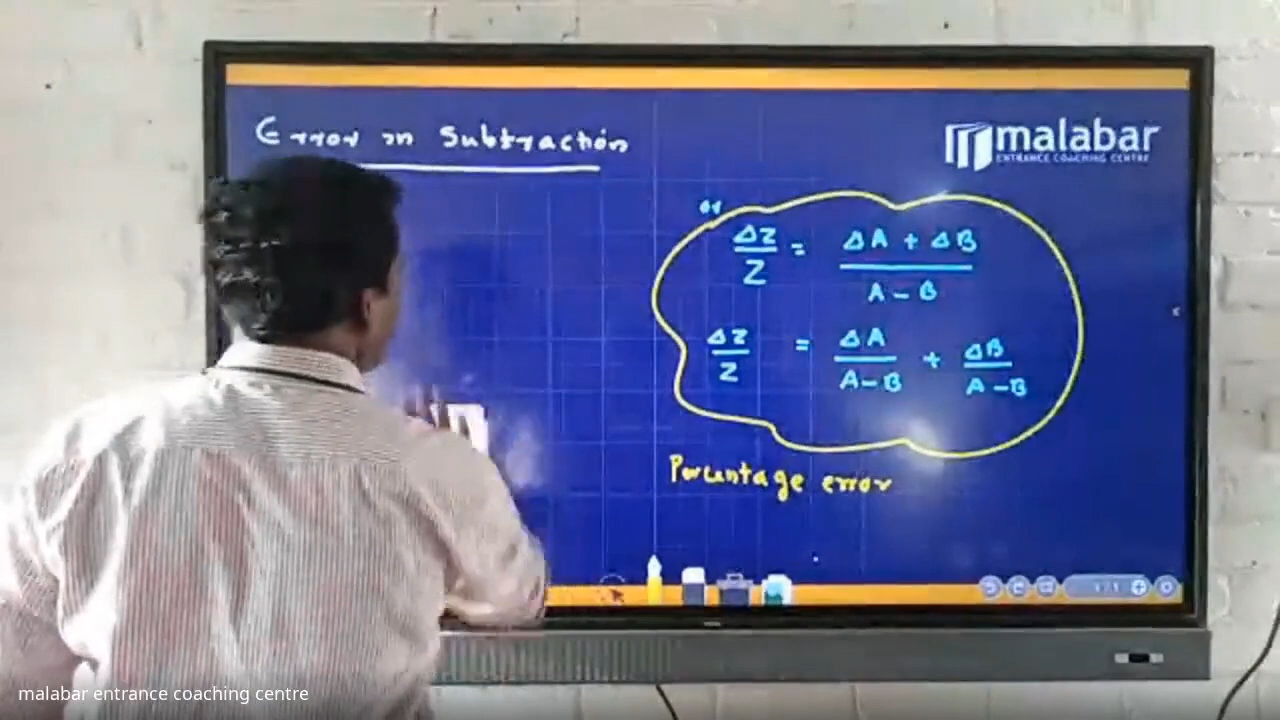 Error in Subtraction
malabar
ENTRANCE COACHING CENTRE
or
ΔZ/Z = (ΔA + ΔB)/(A - B)
ΔZ/Z = ΔA/(A - B) + ΔB/(A - B)
Percentage error
malabar entrance coaching centre